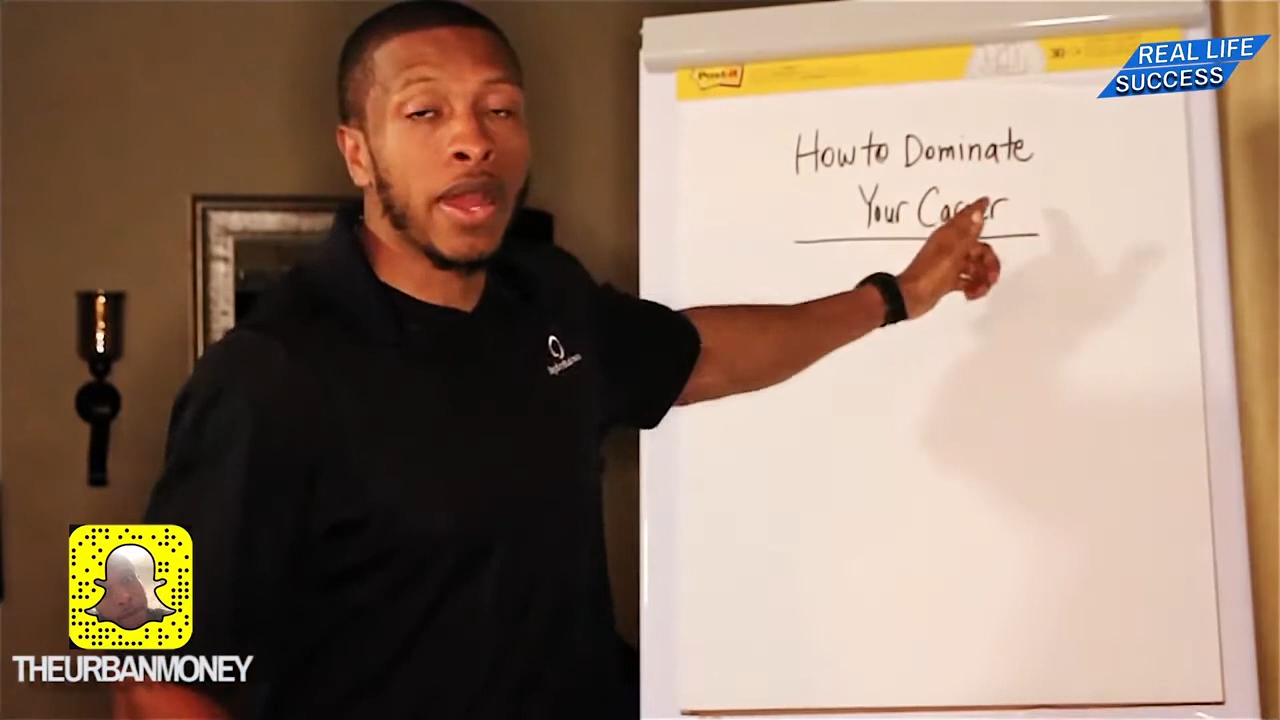 Post-it
REAL LIFE
SUCCESS
How to Dominate
Your Career
THEURBANMONEY